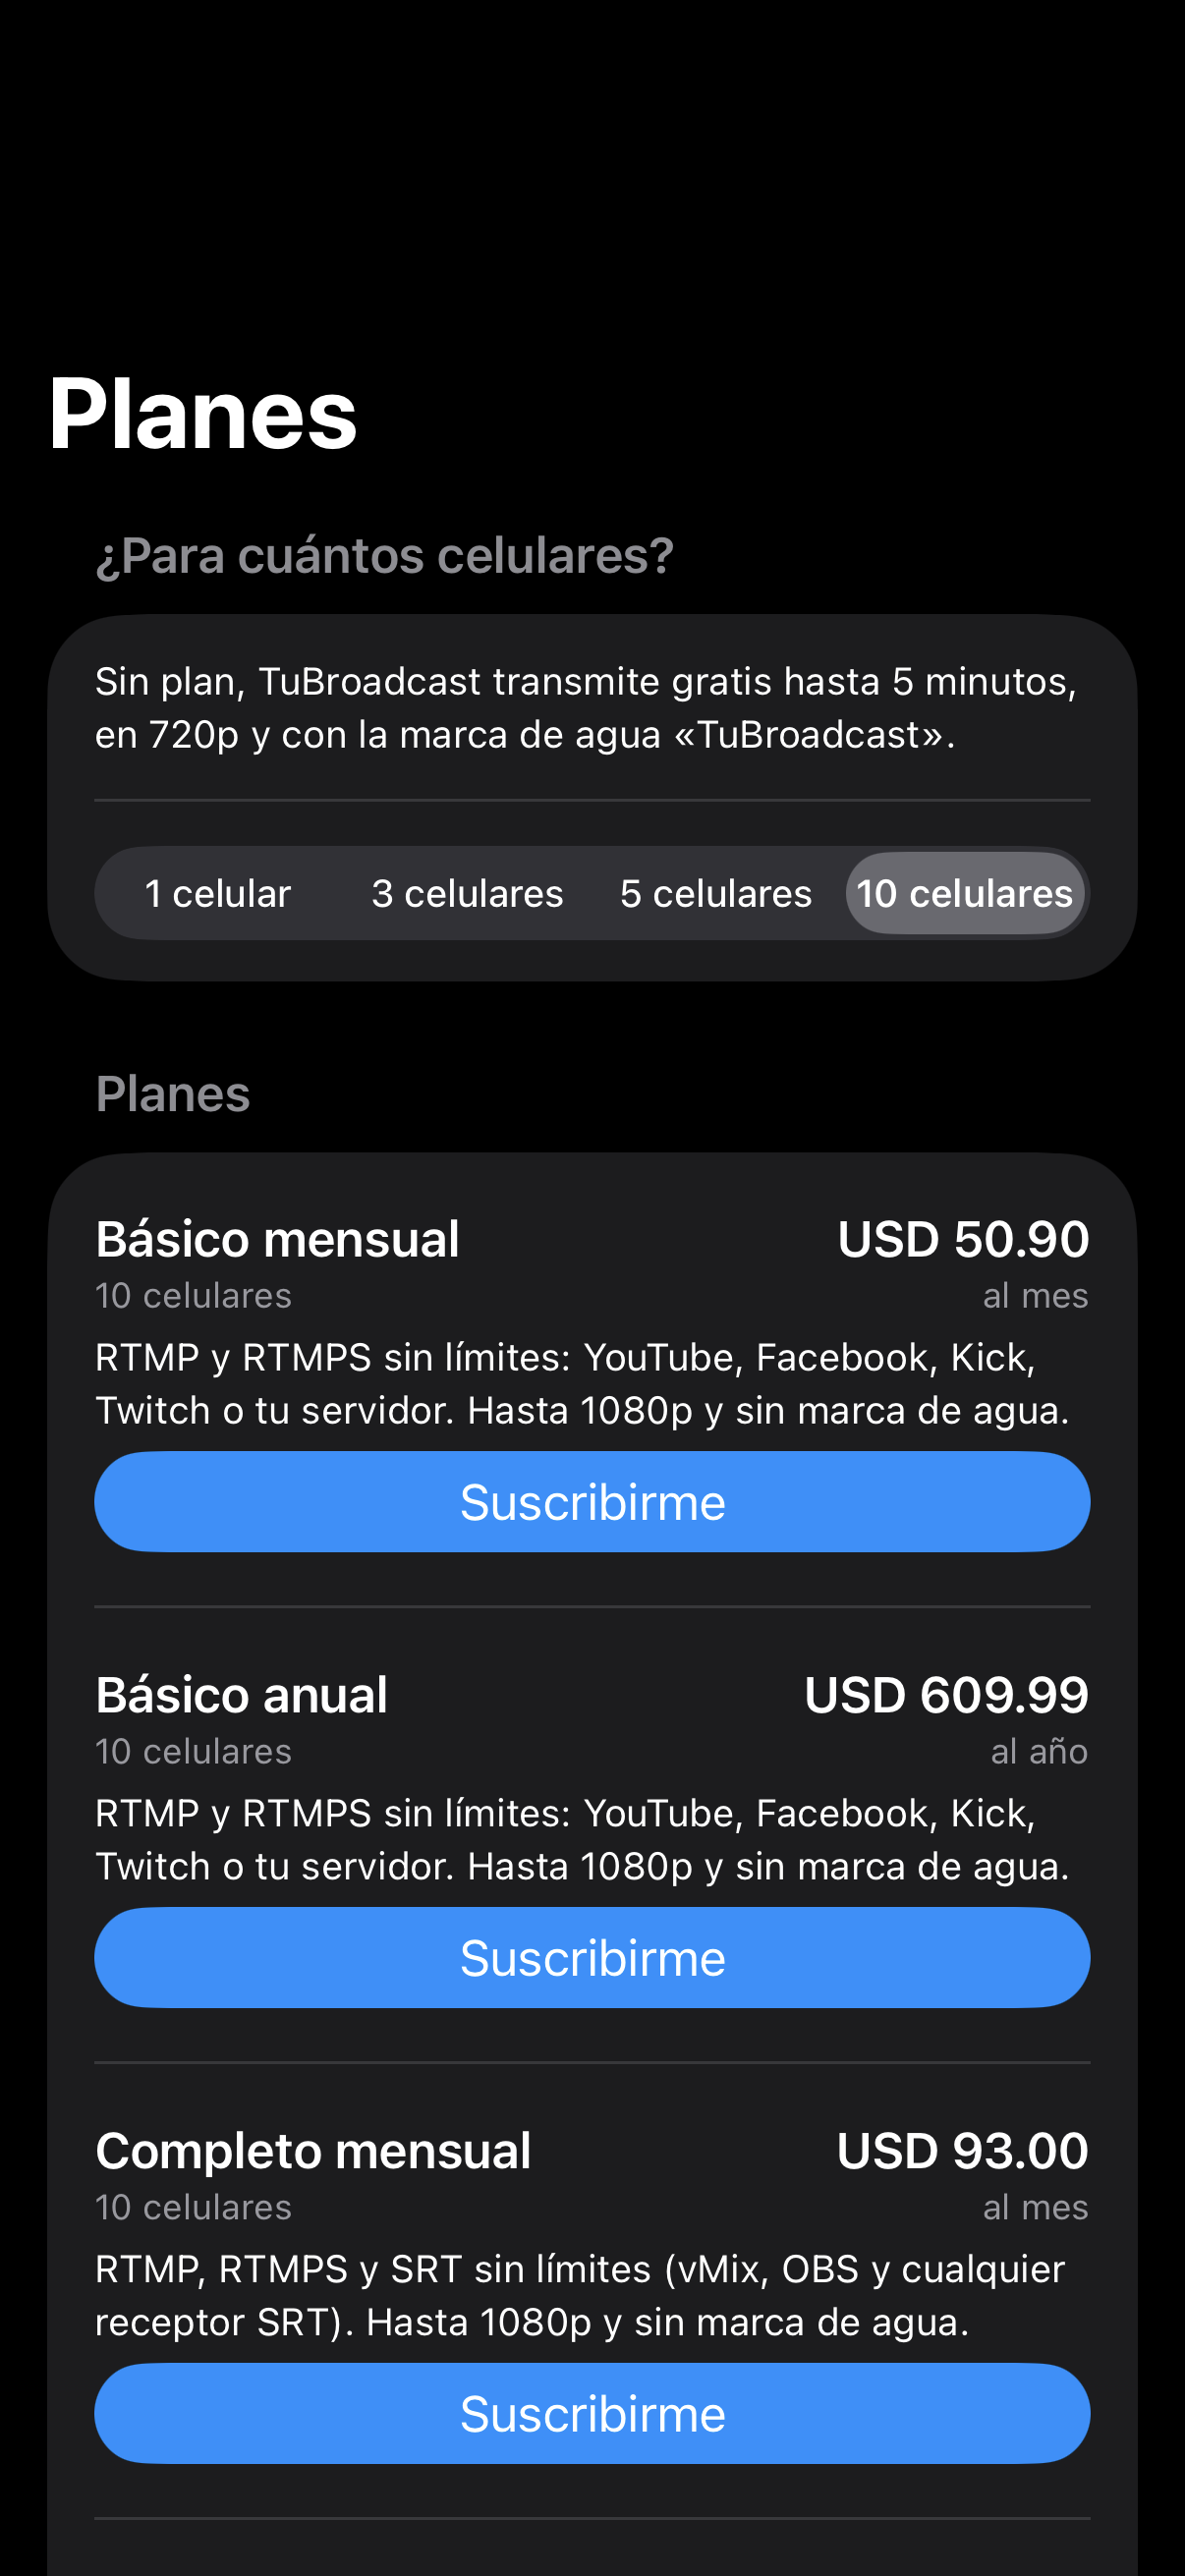 Planes
¿Para cuántos celulares?
Sin plan, TuBroadcast transmite gratis hasta 5 minutos,
en 720p y con la marca de agua «TuBroadcast».
1 celular 3 celulares 5 celulares 10 celulares
Planes
Básico mensual USD 50.90
10 celulares al mes
RTMP y RTMPS sin límites: YouTube, Facebook, Kick,
Twitch o tu servidor. Hasta 1080p y sin marca de agua.
Suscribirme
Básico anual USD 609.99
10 celulares al año
RTMP y RTMPS sin límites: YouTube, Facebook, Kick,
Twitch o tu servidor. Hasta 1080p y sin marca de agua.
Suscribirme
Completo mensual USD 93.00
10 celulares al mes
RTMP, RTMPS y SRT sin límites (vMix, OBS y cualquier
receptor SRT). Hasta 1080p y sin marca de agua.
Suscribirme